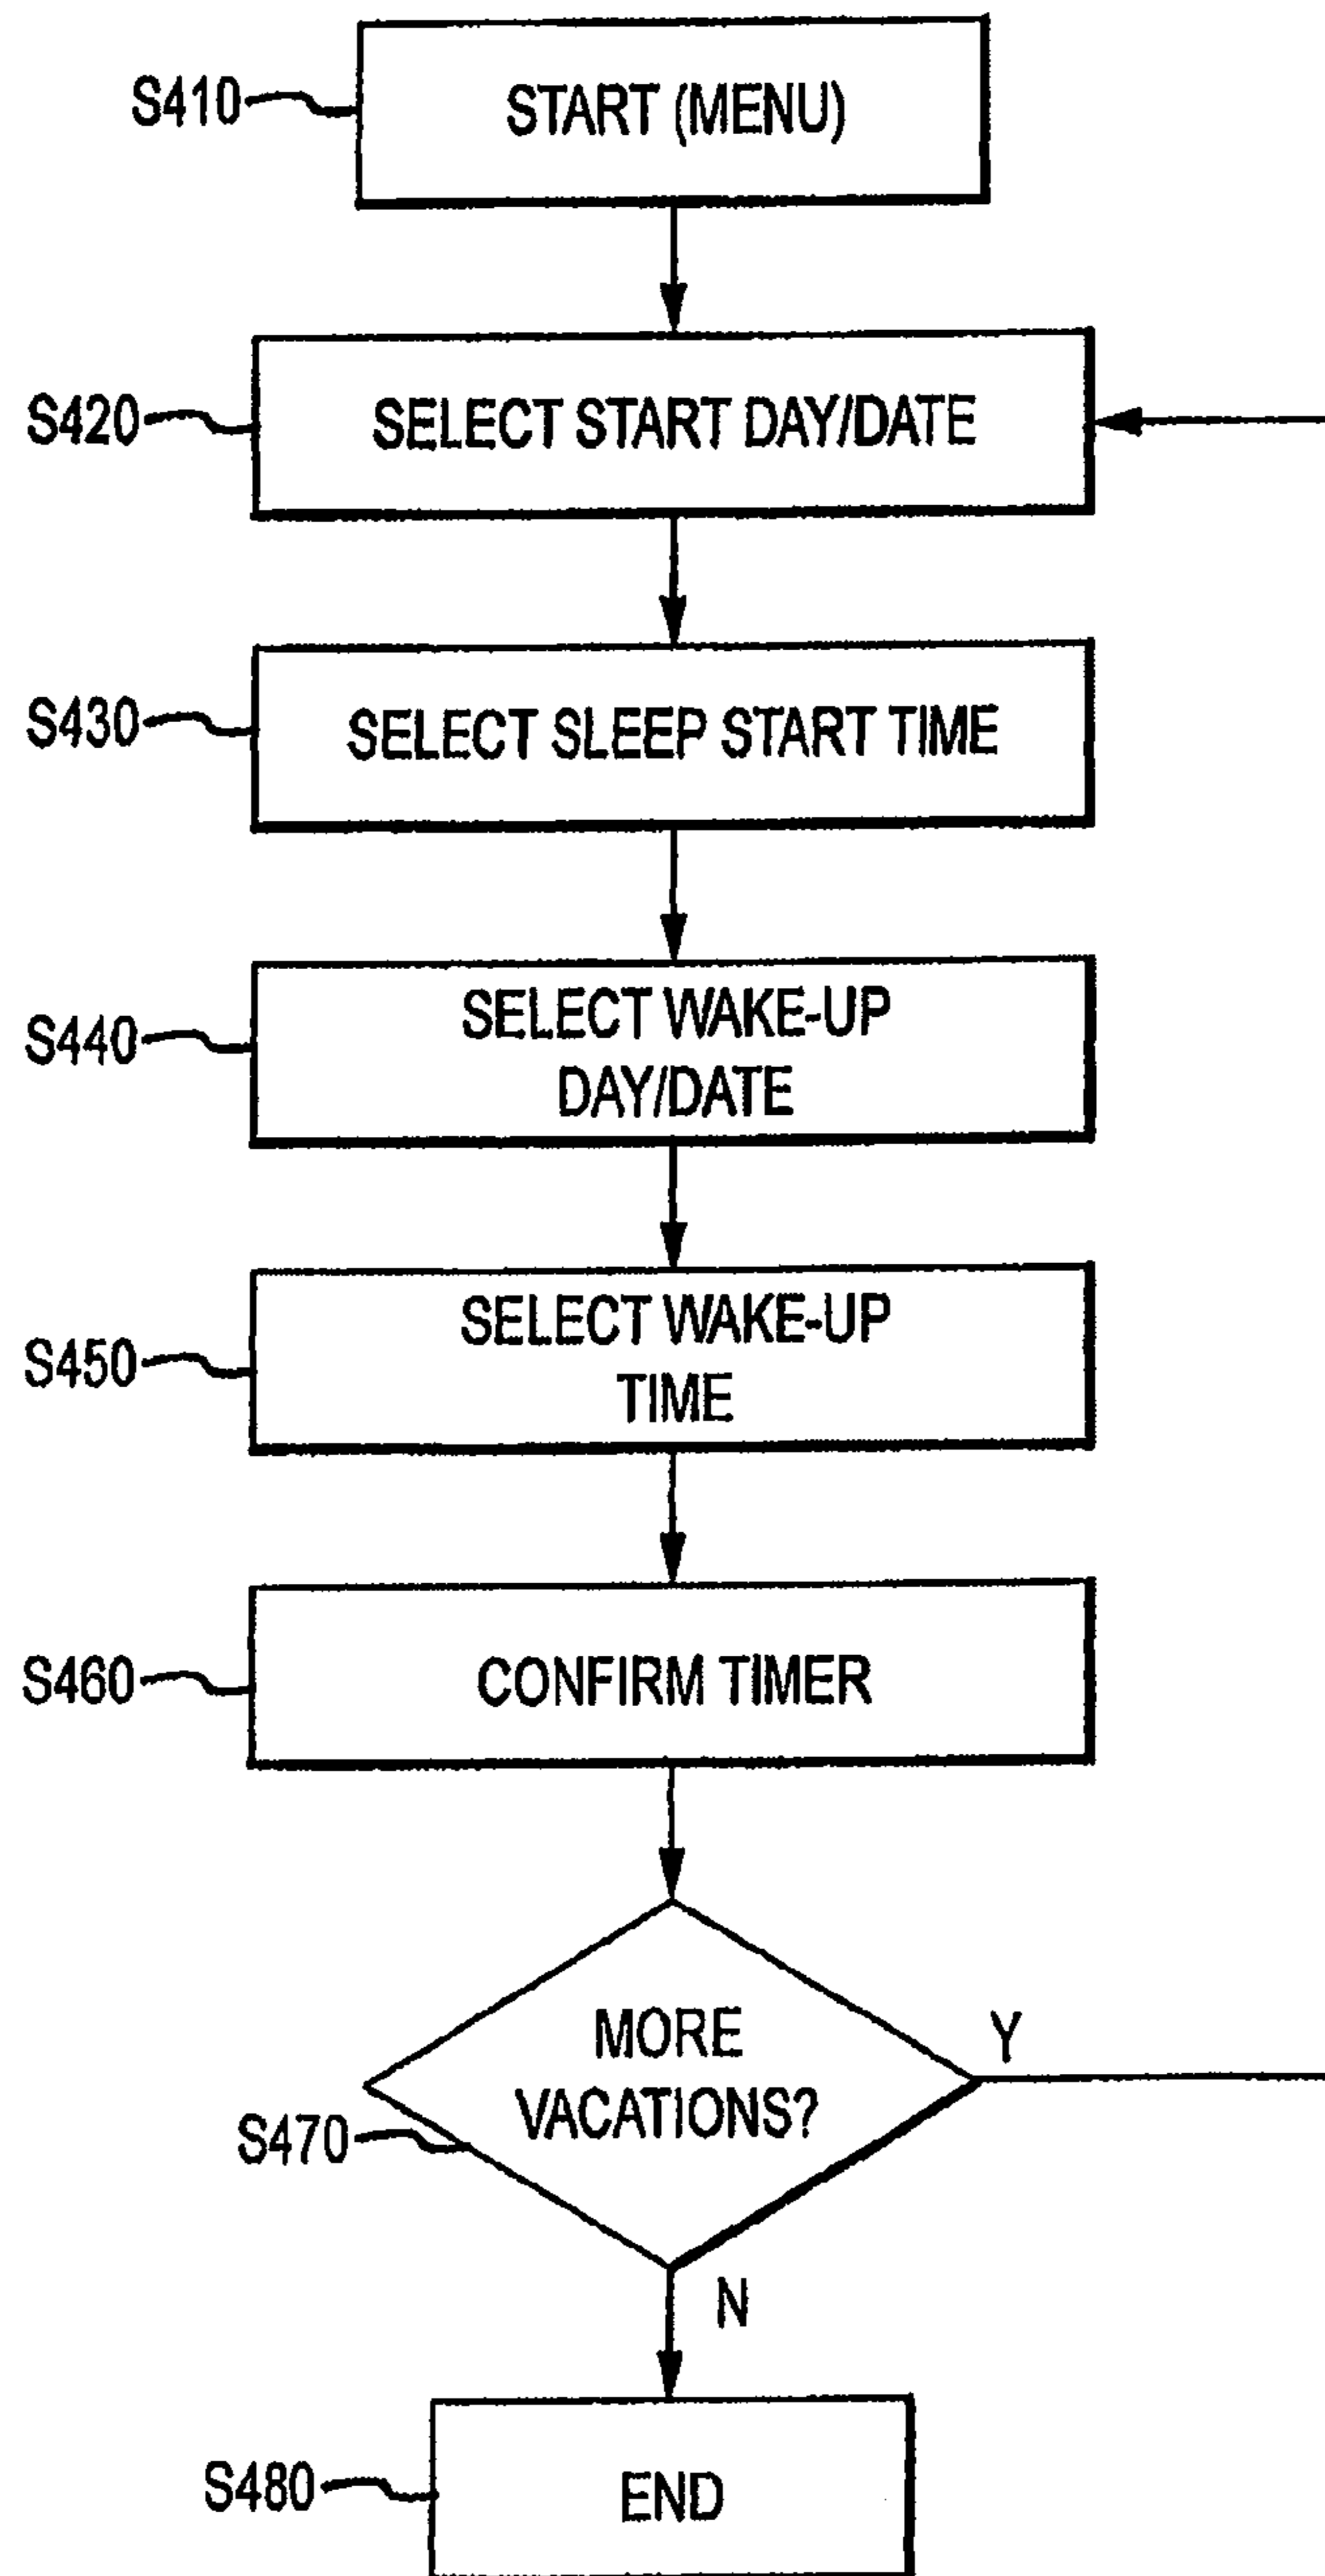 S410
START (MENU)
S420
SELECT START DAY/DATE
S430
SELECT SLEEP START TIME
S440
SELECT WAKE-UP
DAY/DATE
S450
SELECT WAKE-UP
TIME
S460
CONFIRM TIMER
MORE
VACATIONS?
Y
S470
N
S480
END